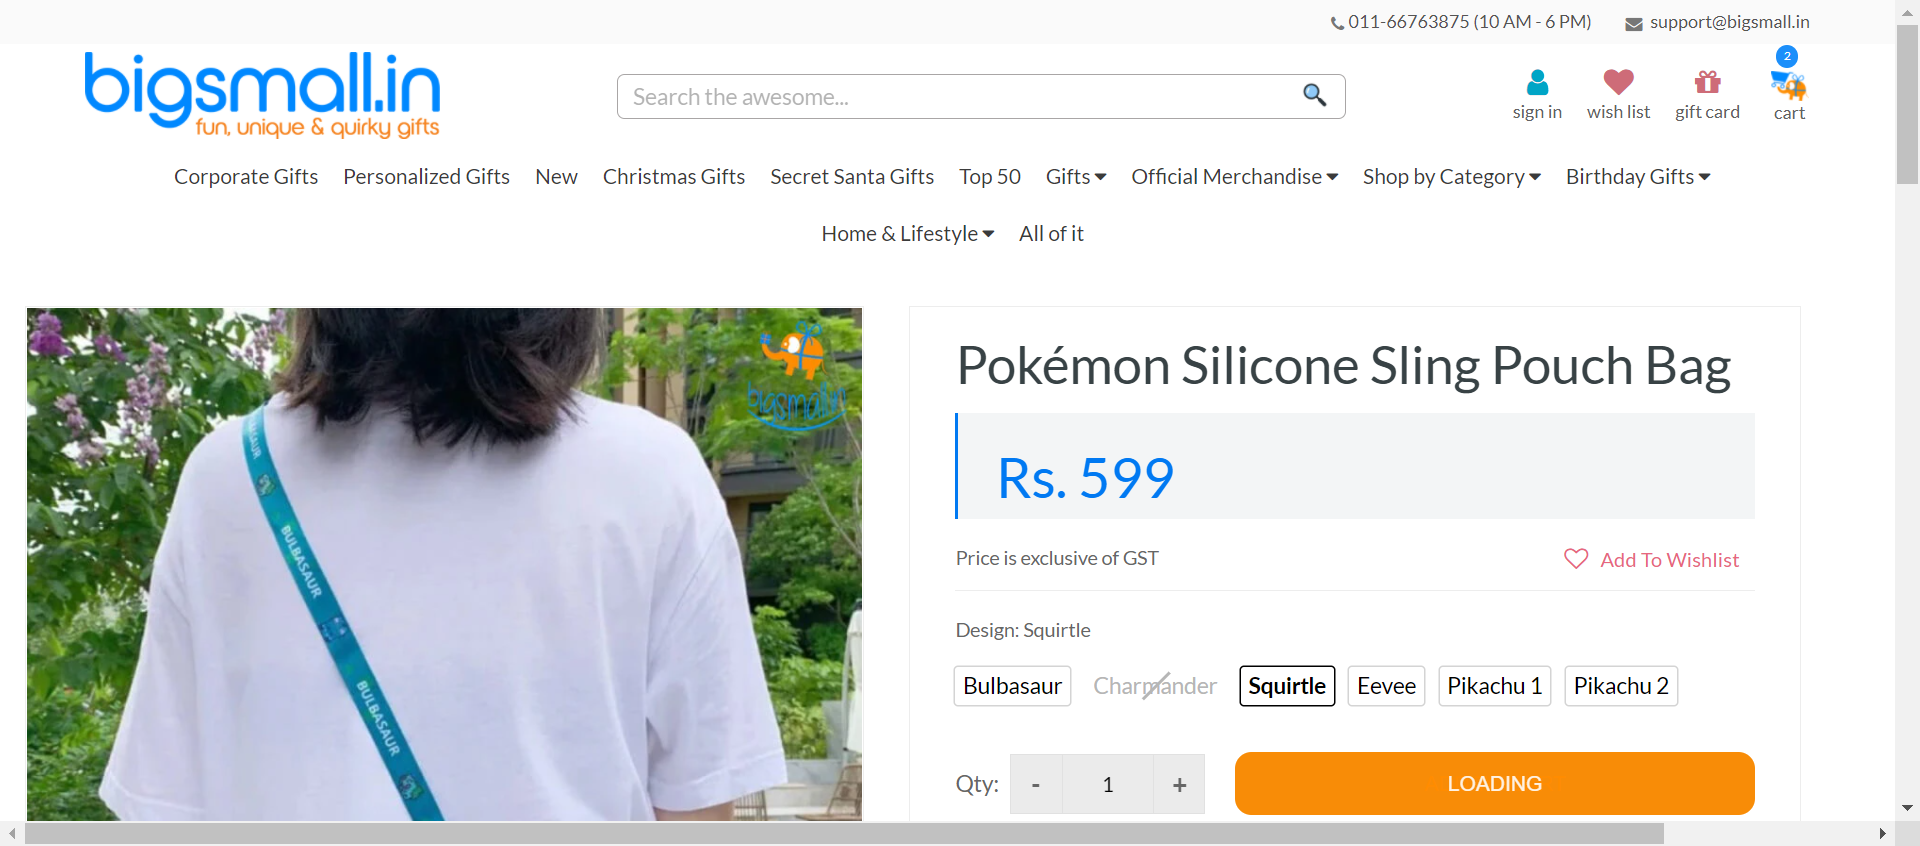 011-66763875 (10 AM - 6 PM) support@bigsmall.in
bigsmall.in
fun, unique & quirky gifts
Search the awesome...
sign in wish list gift card 2 cart
Corporate Gifts Personalized Gifts New Christmas Gifts Secret Santa Gifts Top 50 Gifts Official Merchandise Shop by Category Birthday Gifts
Home & Lifestyle All of it
bigsmall.in
BULBASAUR
BULBASAUR
Pokémon Silicone Sling Pouch Bag
Rs. 599
Price is exclusive of GST Add To Wishlist
Design: Squirtle
Bulbasaur Charmander Squirtle Eevee Pikachu 1 Pikachu 2
Qty: - 1 + LOADING